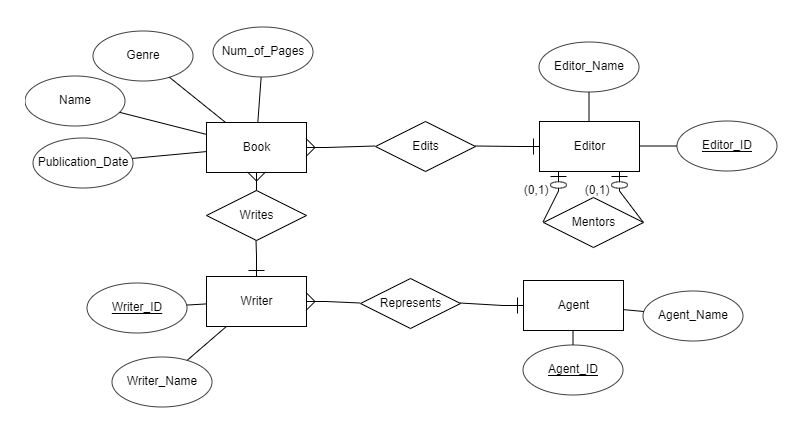 Genre
Num_of_Pages
Editor_Name
Name
Book
Edits
Editor
Editor_ID
Publication_Date
(0,1)
(0,1)
Writes
Mentors
Writer_ID
Writer
Represents
Agent
Agent_Name
Writer_Name
Agent_ID